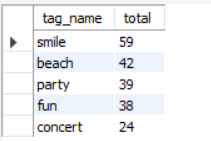 tag_name total
smile 59
beach 42
party 39
fun 38
concert 24